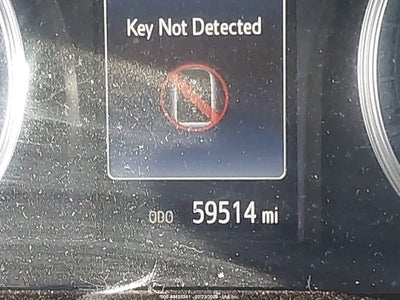 Key Not Detected
ODO 59514 mi